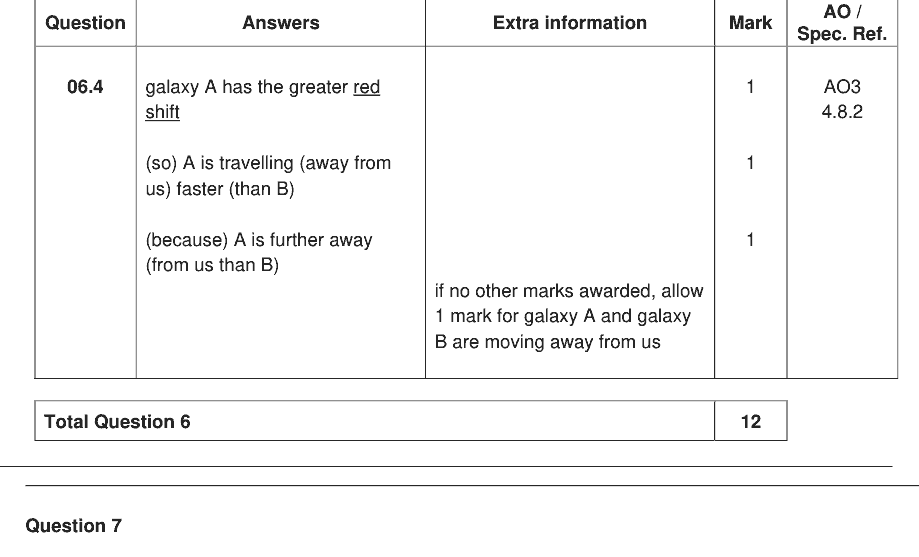 Question Answers Extra information Mark AO /
Spec. Ref.
06.4 galaxy A has the greater red 1 AO3
shift 4.8.2
(so) A is travelling (away from 1
us) faster (than B)
(because) A is further away 1
(from us than B)
if no other marks awarded, allow
1 mark for galaxy A and galaxy
B are moving away from us
Total Question 6 12
Question 7